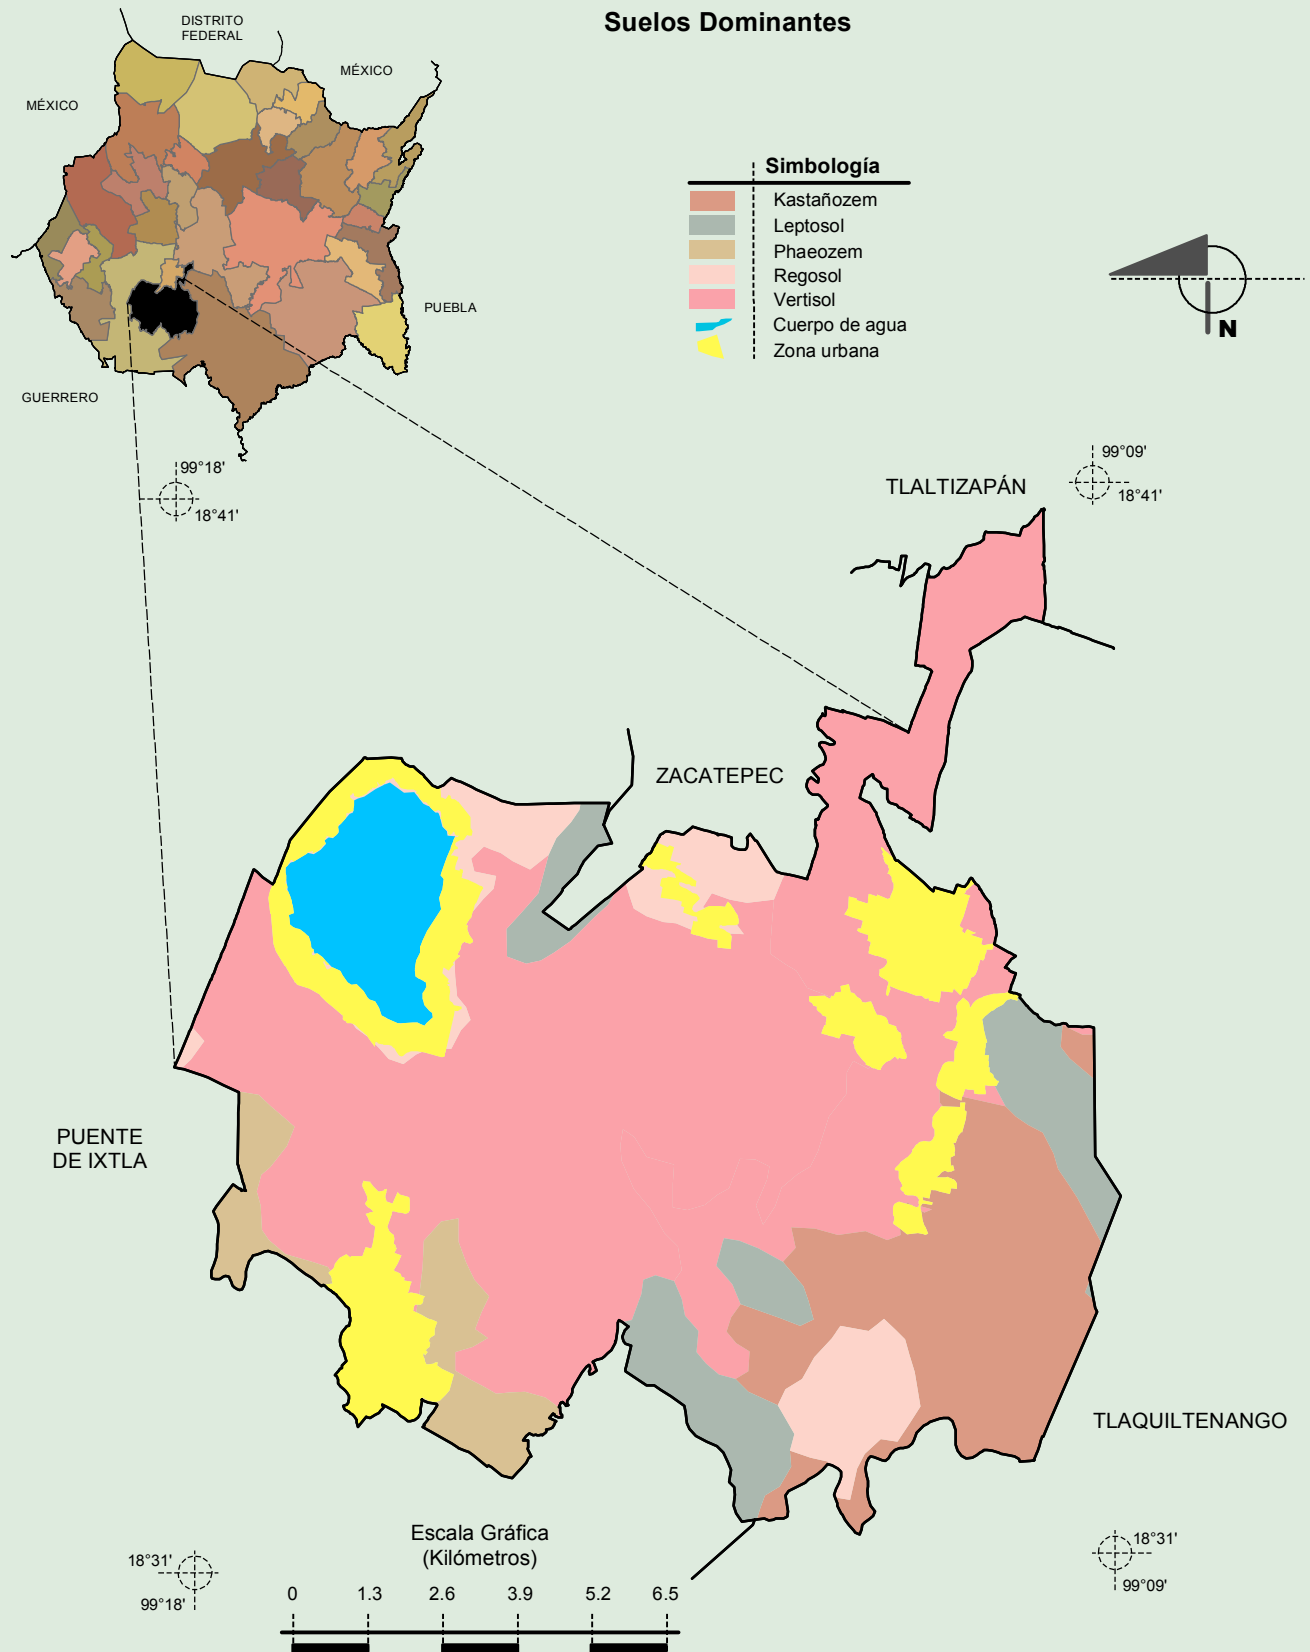 Suelos Dominantes
DISTRITO
FEDERAL
MÉXICO
MÉXICO
PUEBLA
GUERRERO
Simbología
Kastañozem
Leptosol
Phaeozem
Regosol
Vertisol
Cuerpo de agua
Zona urbana
N
99°18'
18°41'
99°09'
18°41'
TLALTIZAPÁN
ZACATEPEC
PUENTE
DE IXTLA
TLAQUILTENANGO
Escala Gráfica
(Kilómetros)
0 1.3 2.6 3.9 5.2 6.5
18°31'
99°18'
18°31'
99°09'